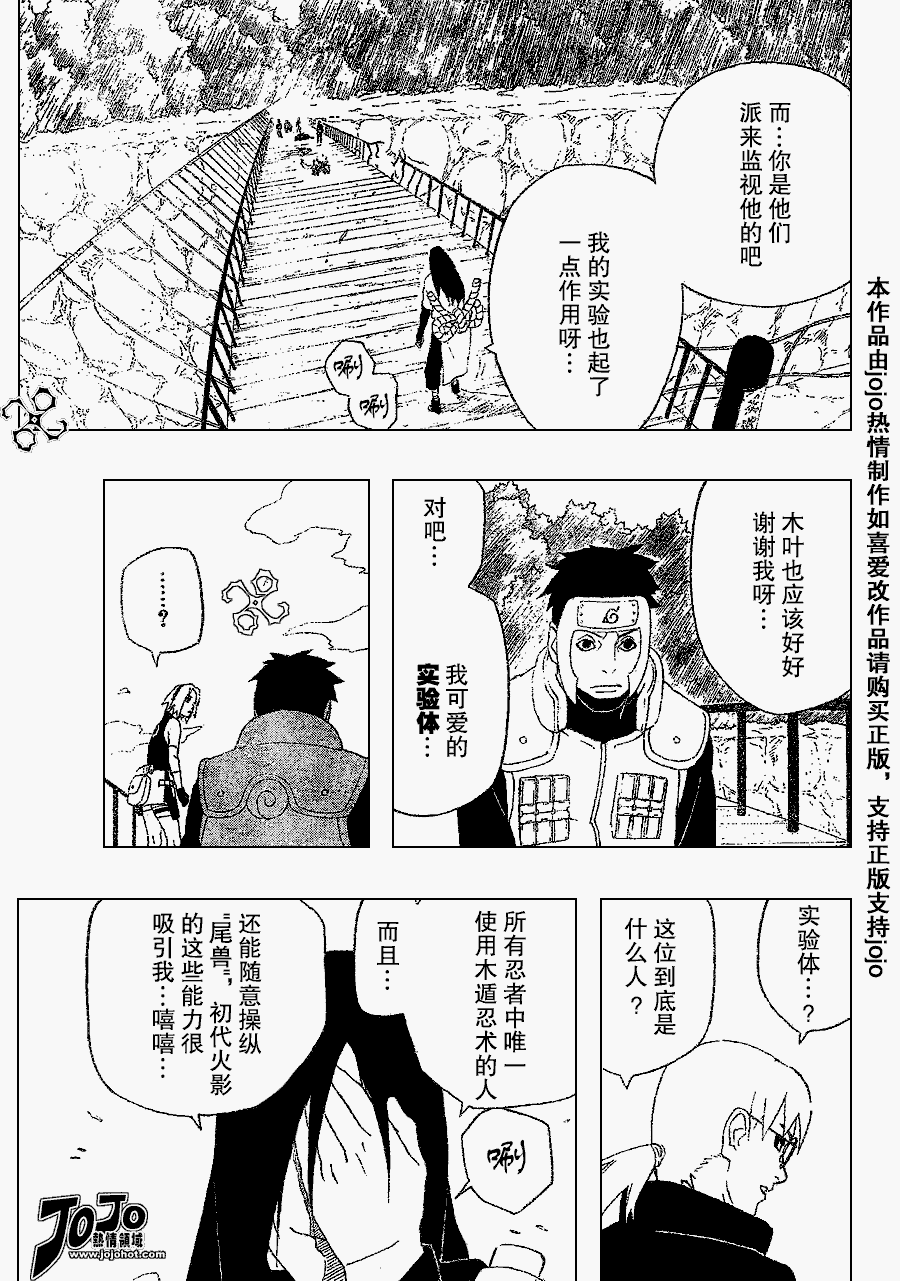 而…你是他们
派来监视他的吧
我的实验也起了
一点作用呀…
唰
唰
木叶也应该好好
谢谢我呀…
对吧…
我可爱的
实验体…
……?
实验体…?
这位到底是
什么人?
所有忍者中唯一
使用木遁忍术的人
而且…
还能随意操纵
"尾兽",初代火影
的这些能力很
吸引我…嘻嘻…
唰
本作品由jojo热情制作如喜爱改作品请购买正版,支持正版支持jojo
JOJO
熱情領域
www.jojohot.com